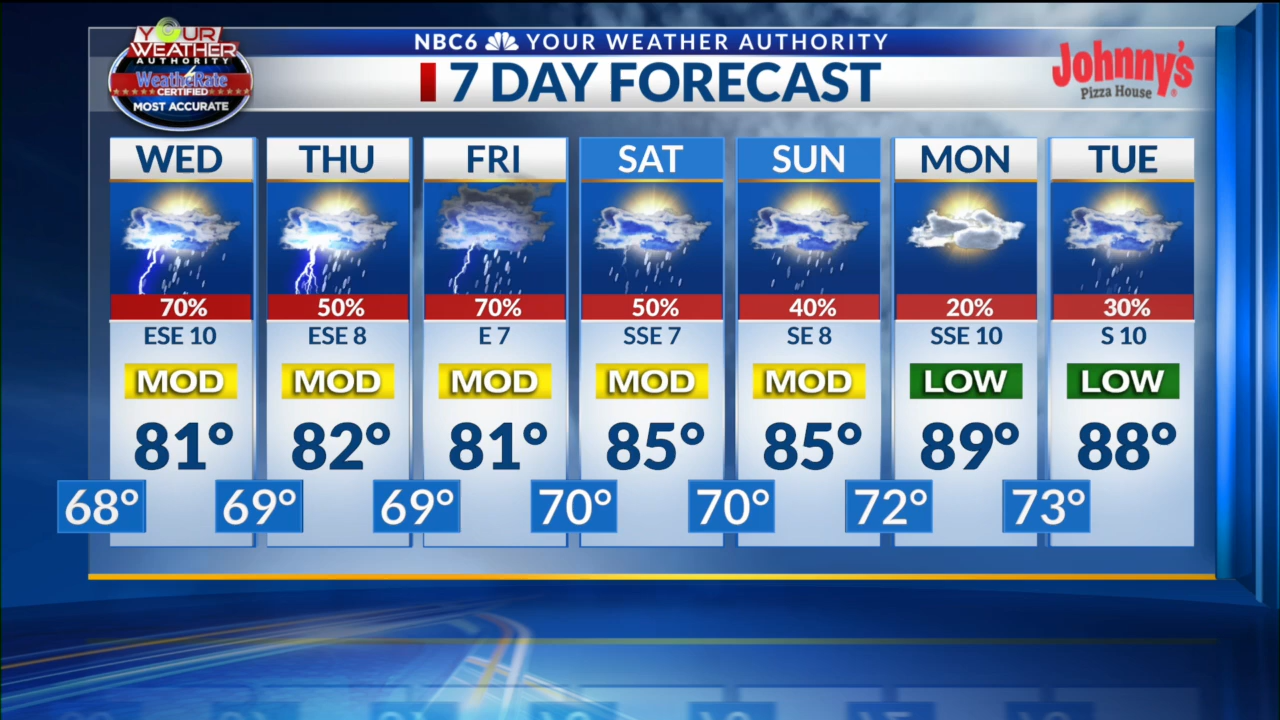 YOUR
WEATHER
AUTHORITY
WeatheRate
CERTIFIED
MOST ACCURATE
NBC6 YOUR WEATHER AUTHORITY
7 DAY FORECAST
Johnny's
Pizza House
WED THU FRI SAT SUN MON TUE
70% 50% 70% 50% 40% 20% 30%
ESE 10 ESE 8 E 7 SSE 7 SE 8 SSE 10 S 10
MOD MOD MOD MOD MOD LOW LOW
81° 82° 81° 85° 85° 89° 88°
68° 69° 69° 70° 70° 72° 73°